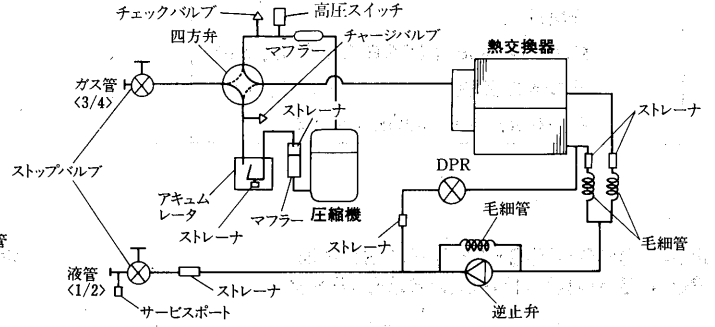 チェックバルブ
高圧スイッチ
四方弁
マフラー
チャージバルブ
熱交換器
ガス管
<3/4>
ストレーナ
ストレーナ
ストップバルブ
DPR
アキュム
レータ
ストレーナ
マフラー
圧縮機
ストレーナ
毛細管
毛細管
管
液管
<1/2>
サービスポート
ストレーナ
逆止弁